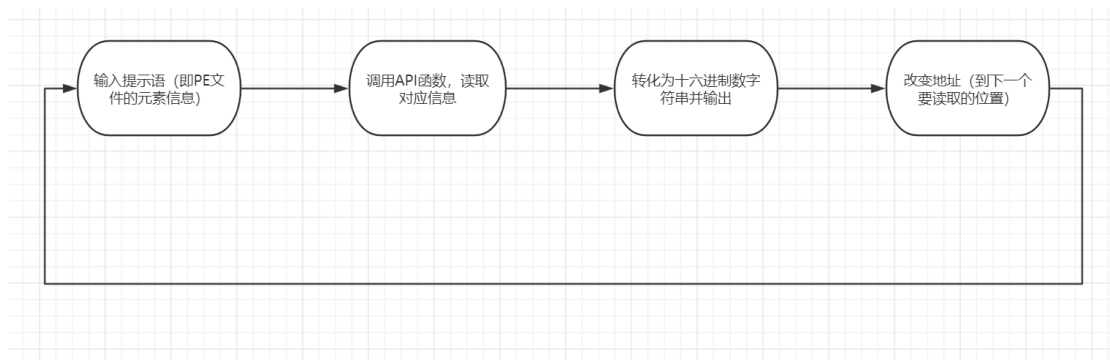 输入提示语（即PE文
件的元素信息）
调用API函数，读取
对应信息
转化为十六进制数字
符串并输出
改变地址（到下一个
要读取的位置）